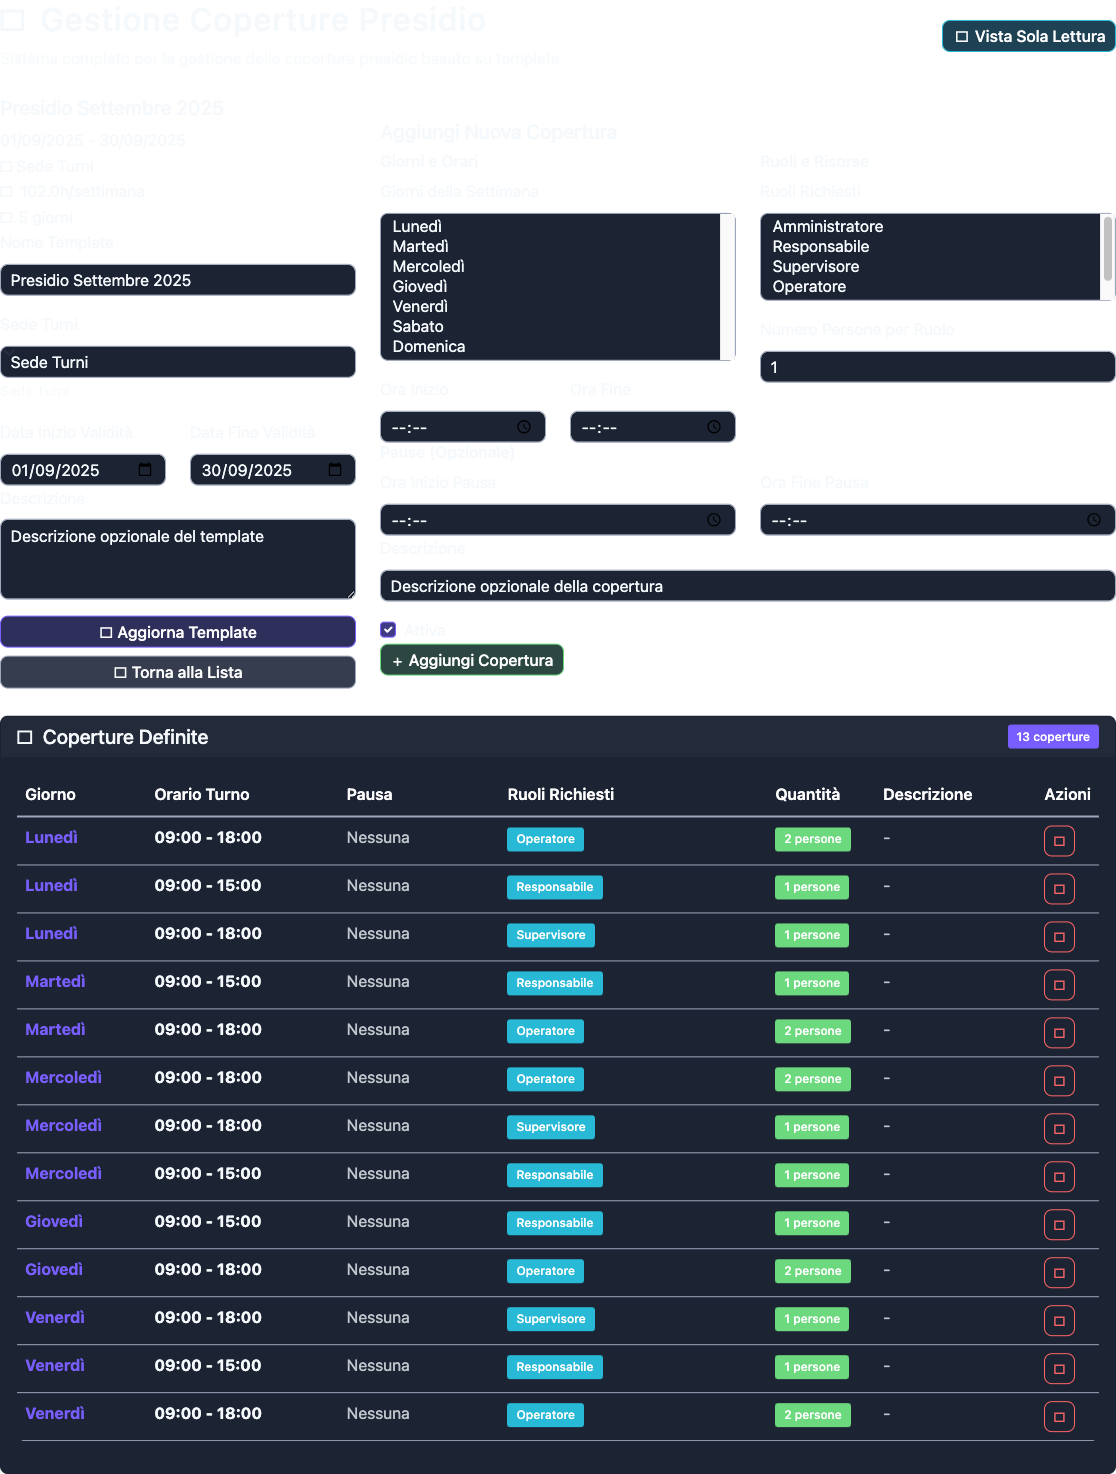 Gestione Coperture Presidio
Vista Sola Lettura
Sistema completo per la gestione delle coperture presidio basato su template
Presidio Settembre 2025
01/09/2025 - 30/09/2025
Sede Turni
102.0h/settimana
5 giorni
Nome Template
Presidio Settembre 2025
Sede Turni
Sede Turni
Sede Turni
Data Inizio Validità
Data Fine Validità
01/09/2025
30/09/2025
Descrizione
Descrizione opzionale del template
Aggiorna Template
Torna alla Lista
Aggiungi Nuova Copertura
Giorni e Orari
Giorni della Settimana
Lunedì
Martedì
Mercoledì
Giovedì
Venerdì
Sabato
Domenica
Ora Inizio
Ora Fine
--:--
--:--
Ruoli e Risorse
Ruoli Richiesti
Amministratore
Responsabile
Supervisore
Operatore
Numero Persone per Ruolo
1
Pause (Opzionale)
Ora Inizio Pausa
Ora Fine Pausa
--:--
--:--
Descrizione
Descrizione opzionale della copertura
Attiva
+ Aggiungi Copertura
Coperture Definite
13 coperture
Giorno Orario Turno Pausa Ruoli Richiesti Quantità Descrizione Azioni
Lunedì 09:00 - 18:00 Nessuna Operatore 2 persone -
Lunedì 09:00 - 15:00 Nessuna Responsabile 1 persone -
Lunedì 09:00 - 18:00 Nessuna Supervisore 1 persone -
Martedì 09:00 - 15:00 Nessuna Responsabile 1 persone -
Martedì 09:00 - 18:00 Nessuna Operatore 2 persone -
Mercoledì 09:00 - 18:00 Nessuna Operatore 2 persone -
Mercoledì 09:00 - 18:00 Nessuna Supervisore 1 persone -
Mercoledì 09:00 - 15:00 Nessuna Responsabile 1 persone -
Giovedì 09:00 - 15:00 Nessuna Responsabile 1 persone -
Giovedì 09:00 - 18:00 Nessuna Operatore 2 persone -
Venerdì 09:00 - 18:00 Nessuna Supervisore 1 persone -
Venerdì 09:00 - 15:00 Nessuna Responsabile 1 persone -
Venerdì 09:00 - 18:00 Nessuna Operatore 2 persone -